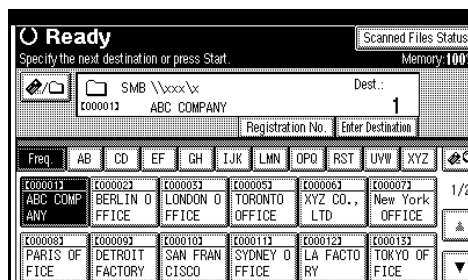 Ready
Scanned Files Status
Specify the next destination or press Start.
Memory:100
SMB \\xxx\x
Dest.:
[00001]
ABC COMPANY
1
Registration No.
Enter Destination
Freq. AB CD EF GH IJK LMN OPQ RST UVW XYZ
[00001] [00002] [00003] [00005] [00006] [00007]
ABC COMP BERLIN O LONDON O TORONTO XYZ CO., New York
ANY FFICE FFICE OFFICE LTD OFFICE
1/2
[00008] [00009] [00010] [00011] [00012] [00013]
PARIS OF DETROIT SAN FRAN SYDNEY O LA FACTO TOKYO OF
FICE FACTORY CISCO FFICE RY FICE